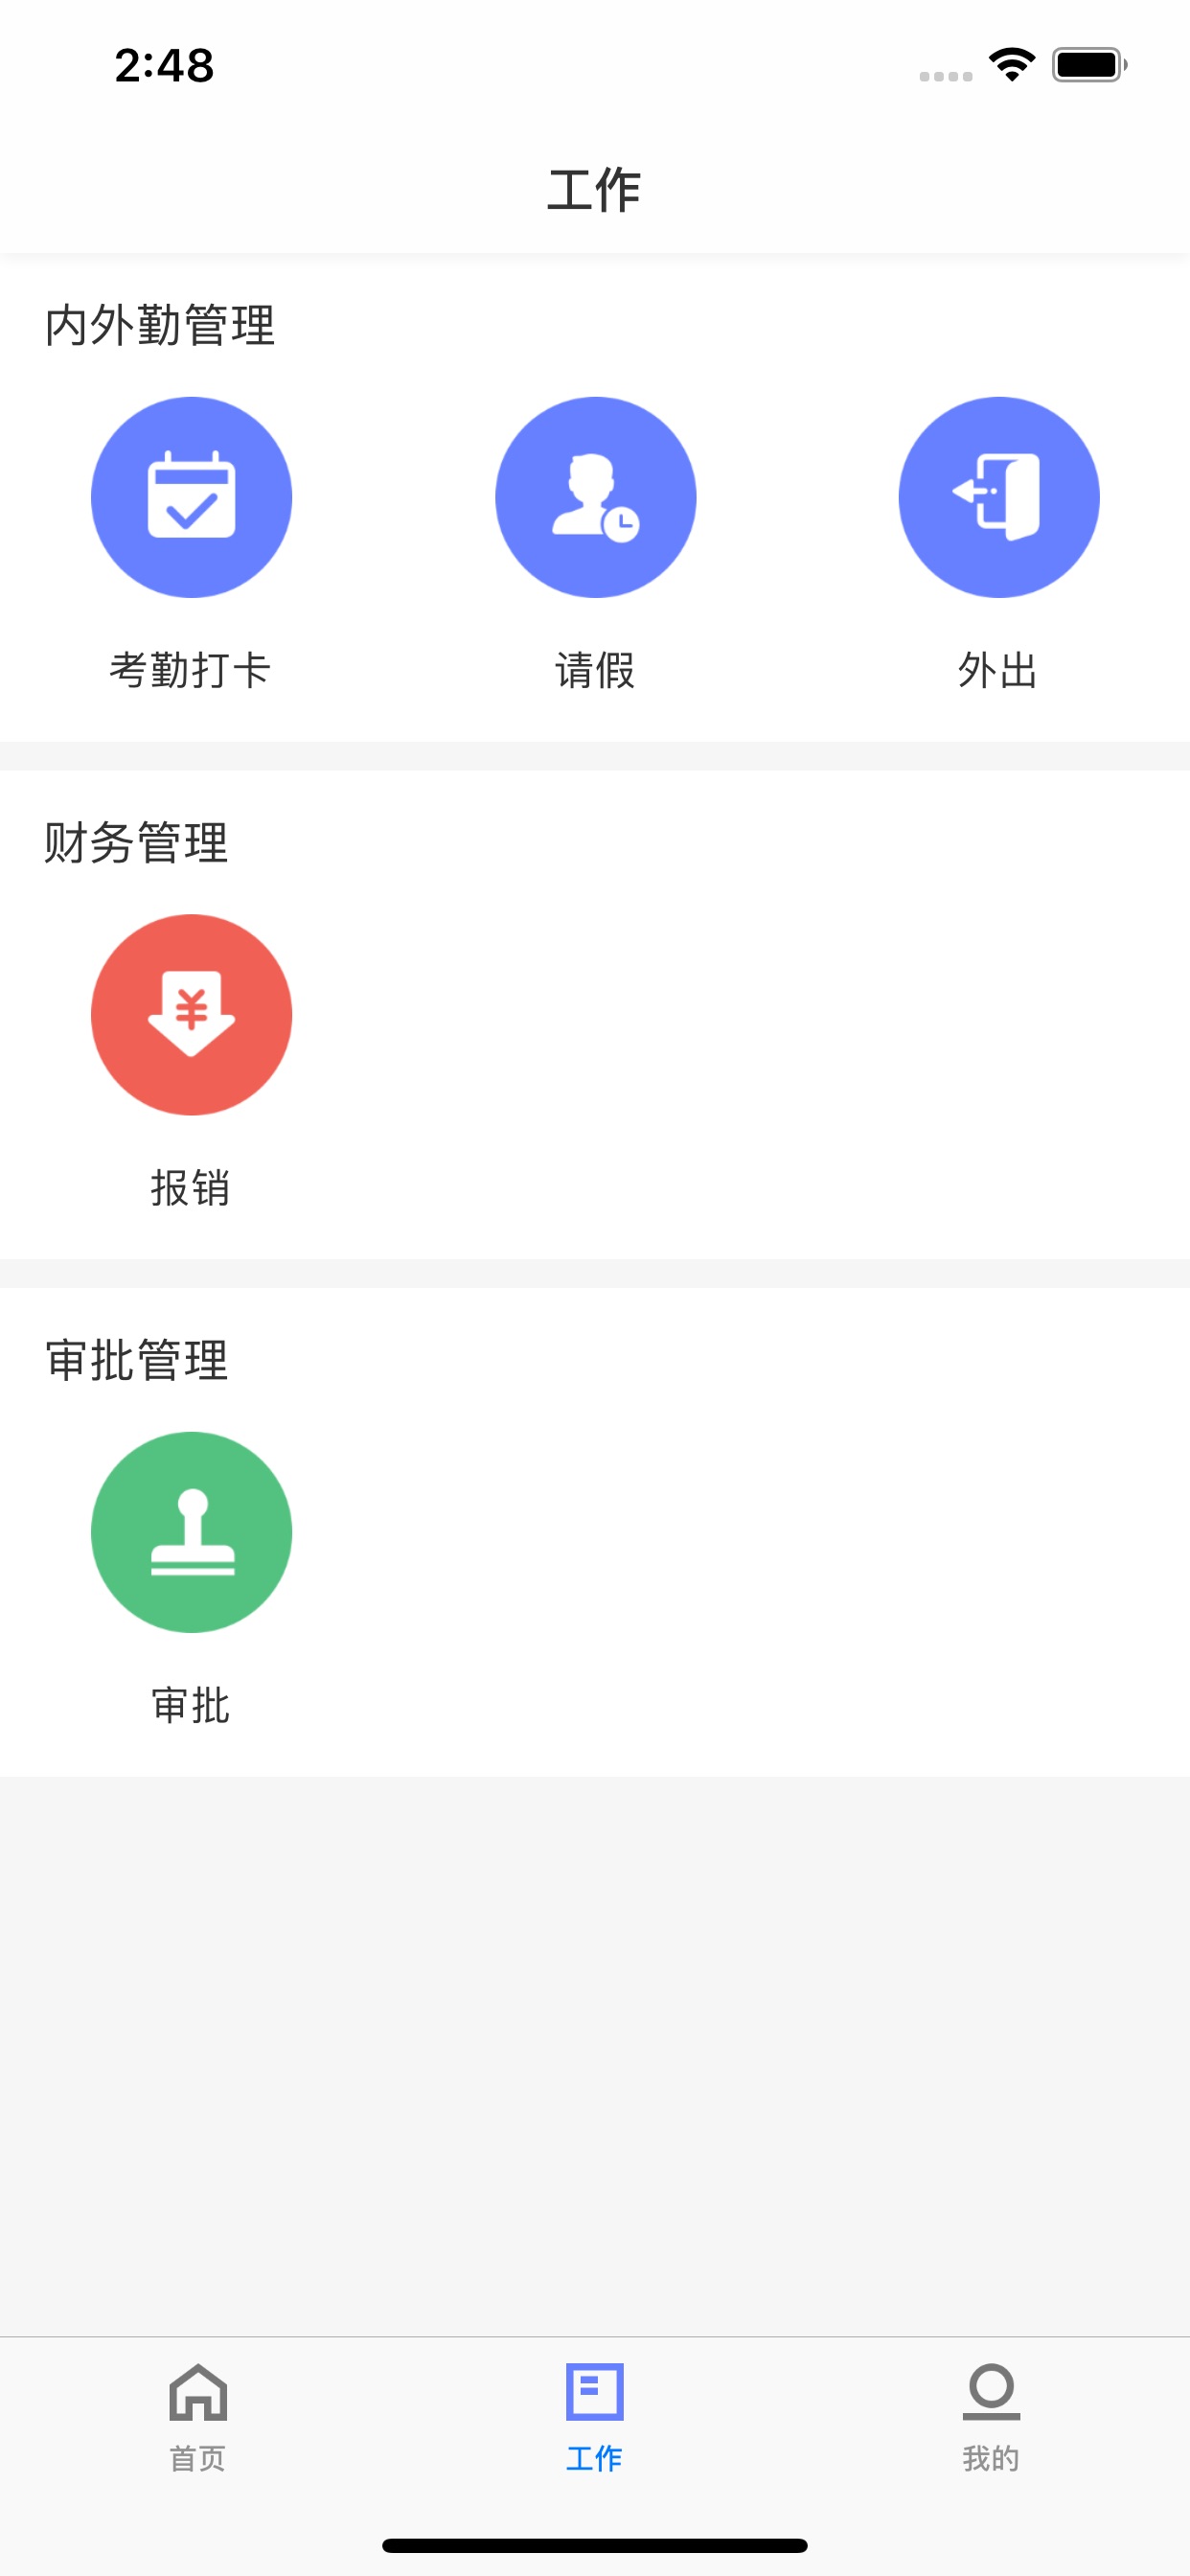 2:48
工作
内外勤管理
考勤打卡
请假
外出
财务管理
¥
报销
审批管理
审批
首页
工作
我的